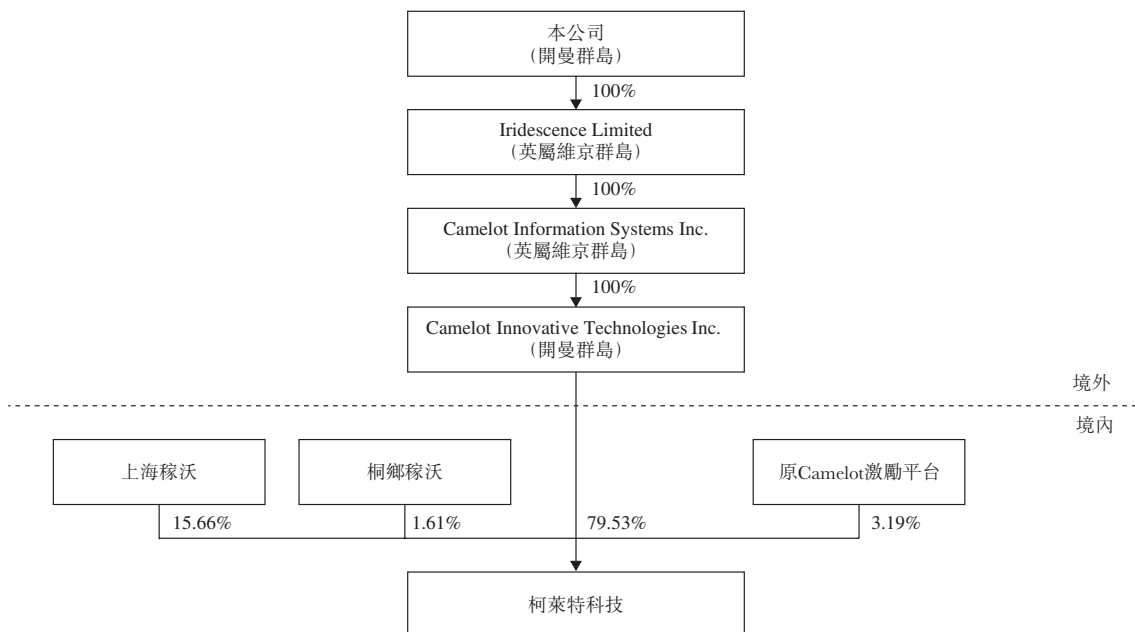 本公司
(開曼群島)
100%
Iridescence Limited
(英屬維京群島)
100%
Camelot Information Systems Inc.
(英屬維京群島)
100%
Camelot Innovative Technologies Inc.
(開曼群島)
境外
境內
上海稼沃
桐鄉稼沃
原Camelot激勵平台
15.66%
1.61%
79.53%
3.19%
柯萊特科技